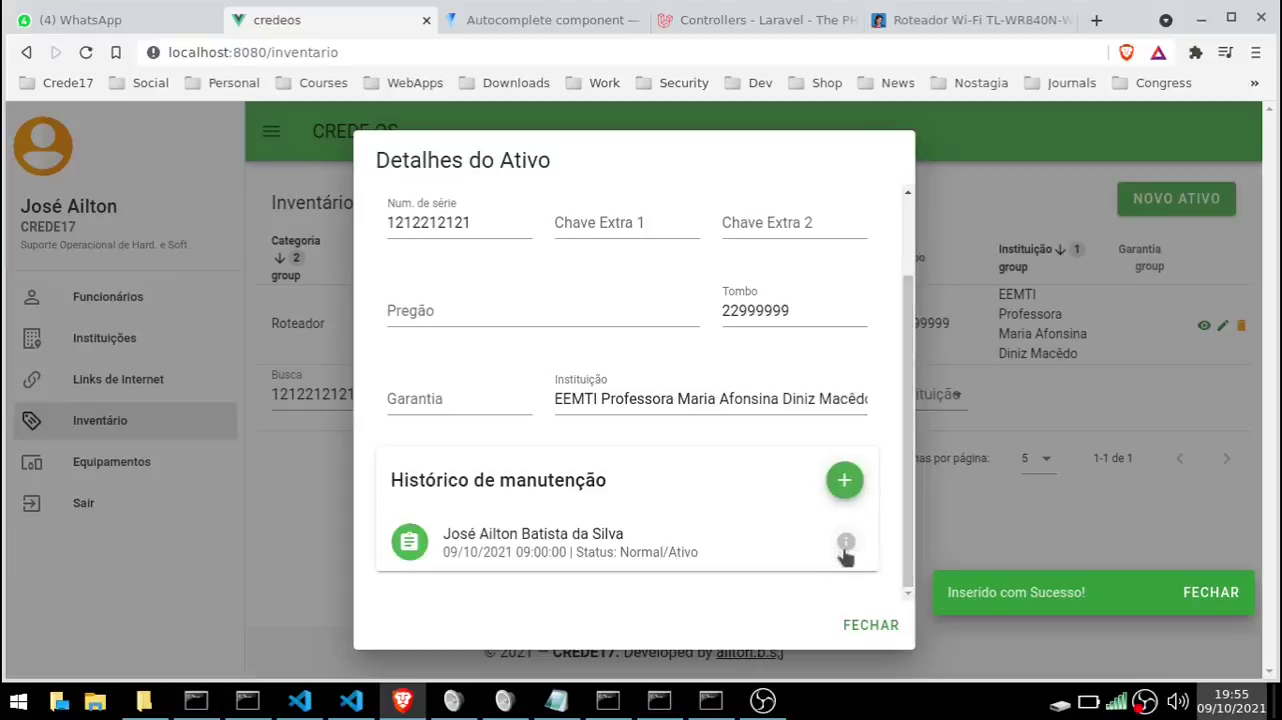 (4) WhatsApp
credeos
Autocomplete component —
Controllers - Laravel - The PH
Roteador Wi-Fi TL-WR840N-W
localhost:8080/inventario
Crede17
Social
Personal
Courses
WebApps
Downloads
Work
Security
Dev
Shop
News
Nostagia
Journals
Congress
»
José Ailton
CREDE17
Suporte Operacional de Hard. e Soft.
Funcionários
Instituições
Links de Internet
Inventário
Equipamentos
Sair
CREDE OS
Inventário
NOVO ATIVO
Categoria
2
group
Instituição 1
group
Garantia
group
Roteador
99999
EEMTI
Professora
Maria Afonsina
Diniz Macêdo
Busca
1212212121
tuição
nas por página:
5
1-1 de 1
Detalhes do Ativo
Num. de série
1212212121
Chave Extra 1
Chave Extra 2
Pregão
Tombo
22999999
Garantia
Instituição
EEMTI Professora Maria Afonsina Diniz Macêdo
Histórico de manutenção
José Ailton Batista da Silva
09/10/2021 09:00:00 | Status: Normal/Ativo
FECHAR
Inserido com Sucesso!
FECHAR
© 2021 — CREDE17. Developed by ailton.b.s.j
19:55
09/10/2021